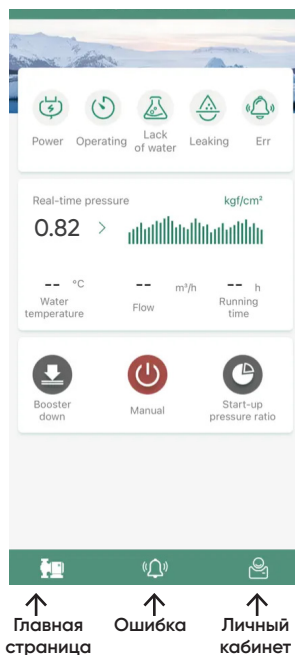 Power Operating Lack of water Leaking Err
Real-time pressure kgf/cm²
0.82 >
-- °C -- m³/h -- h
Water temperature Flow Running time
Booster down Manual Start-up pressure ratio
Главная страница Ошибка Личный кабинет